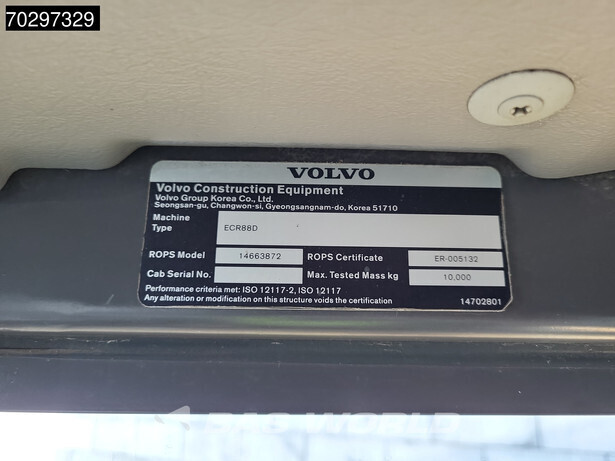 70297329
VOLVO
Volvo Construction Equipment
Volvo Group Korea Co., Ltd.
Seongsan-gu, Changwon-si, Gyeongsangnam-do, Korea 51710
Machine Type ECR88D
ROPS Model 14663872 ROPS Certificate ER-005132
Cab Serial No. Max. Tested Mass kg 10.000
Performance criteria met: ISO 12117-2, ISO 12117
Any alteration or modification on this structure voids the certification 14702801
BAS WORLD